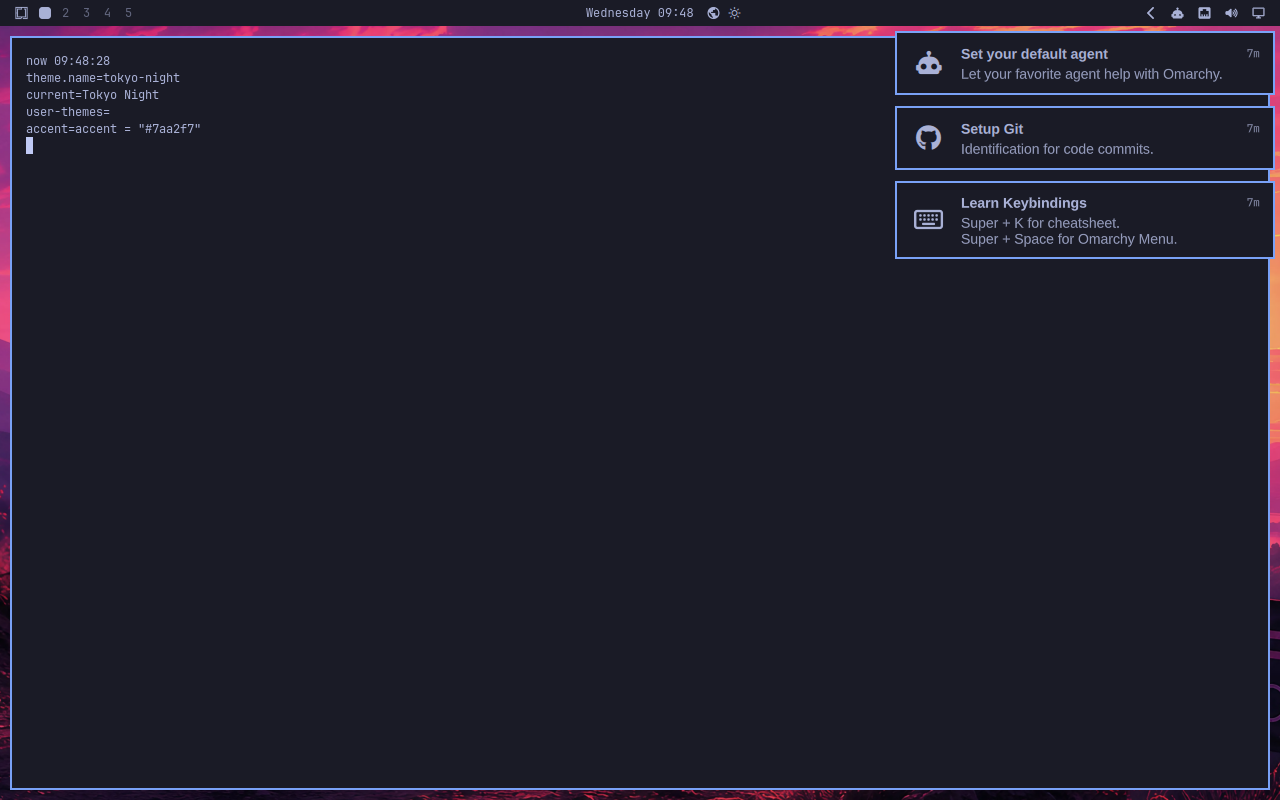 2 3 4 5
Wednesday 09:48
now 09:48:28
theme.name=tokyo-night
current=Tokyo Night
user-themes=
accent=accent = "#7aa2f7"
Set your default agent 7m
Let your favorite agent help with Omarchy.
Setup Git 7m
Identification for code commits.
Learn Keybindings 7m
Super + K for cheatsheet.
Super + Space for Omarchy Menu.